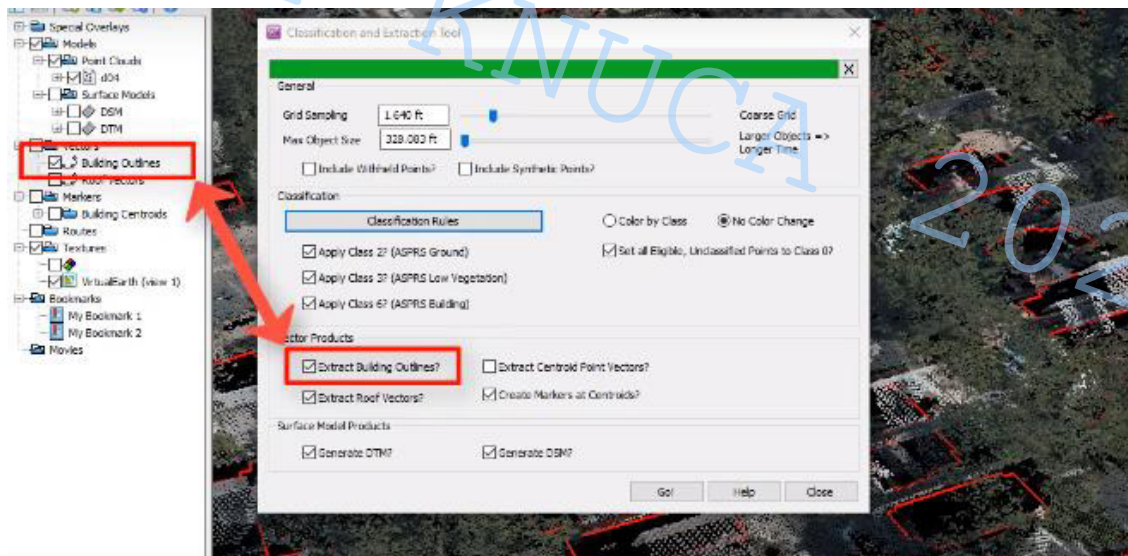 Special Overlays
Models
Point Clouds
d04
Surface Models
DSM
DTM
Vectors
Building Outlines
Roof Vectors
Markers
Building Centroids
Routes
Textures
VirtualEarth (view 1)
Bookmarks
My Bookmark 1
My Bookmark 2
Movies
Classification and Extraction Tool
X
General
Grid Sampling 1.640 ft Coarse Grid
Max Object Size 328.083 ft Larger Objects =>
Longer Time
Include Withheld Points? Include Synthetic Points?
Classification
Classification Rules Color by Class No Color Change
Apply Class 2? (ASPRS Ground) Set all Eligible, Unclassified Points to Class 0?
Apply Class 3? (ASPRS Low Vegetation)
Apply Class 6? (ASPRS Building)
ector Products
Extract Building Outlines? Extract Centroid Point Vectors?
Extract Roof Vectors? Create Markers at Centroids?
Surface Model Products
Generate DTM? Generate DSM?
Go! Help Close
KNUCA
202